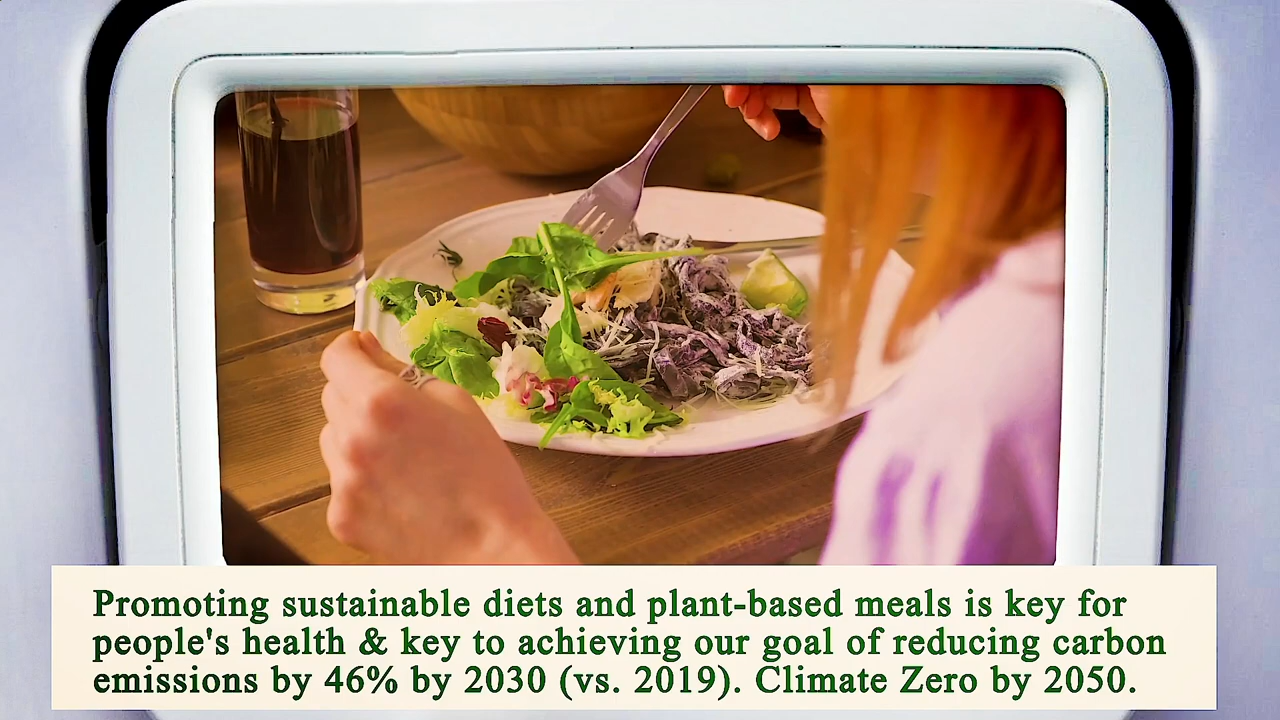 Promoting sustainable diets and plant-based meals is key for
people's health & key to achieving our goal of reducing carbon
emissions by 46% by 2030 (vs. 2019). Climate Zero by 2050.